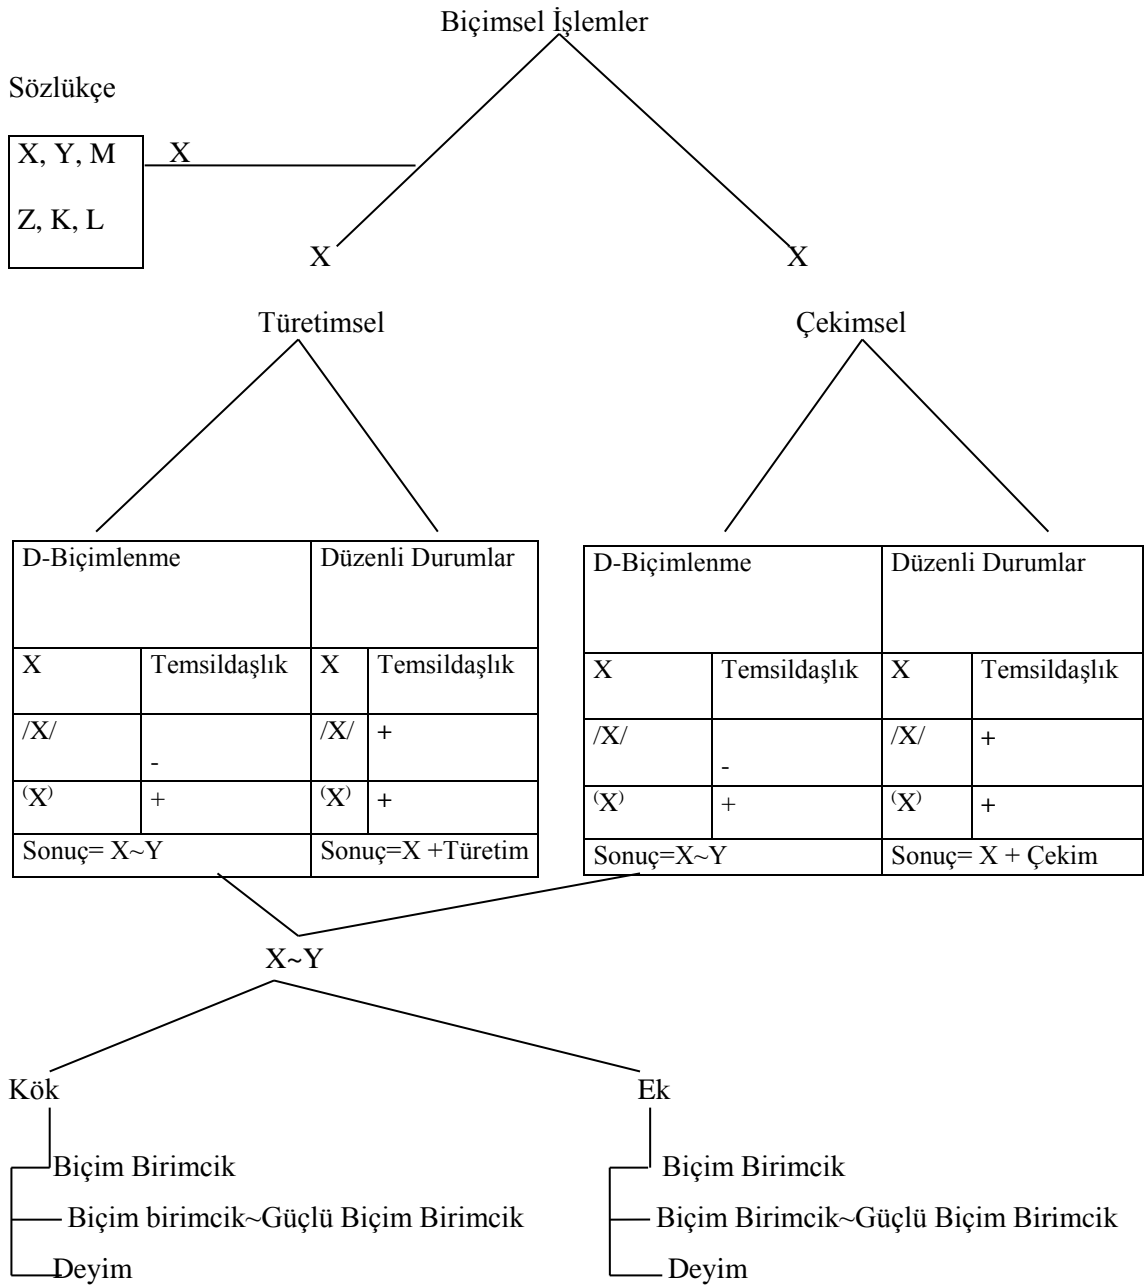 Biçimsel İşlemler
Sözlükçe
X, Y, M
Z, K, L
X
X
X
Türetimsel
Çekimsel
D-Biçimlenme Düzenli Durumlar
X Temsildaşlık X Temsildaşlık
/X/ - /X/ +
(X) + (X) +
Sonuç= X~Y Sonuç=X +Türetim
D-Biçimlenme Düzenli Durumlar
X Temsildaşlık X Temsildaşlık
/X/ - /X/ +
(X) + (X) +
Sonuç=X~Y Sonuç= X + Çekim
X~Y
Kök
Biçim Birimcik
Biçim birimcik~Güçlü Biçim Birimcik
Deyim
Ek
Biçim Birimcik
Biçim Birimcik~Güçlü Biçim Birimcik
Deyim